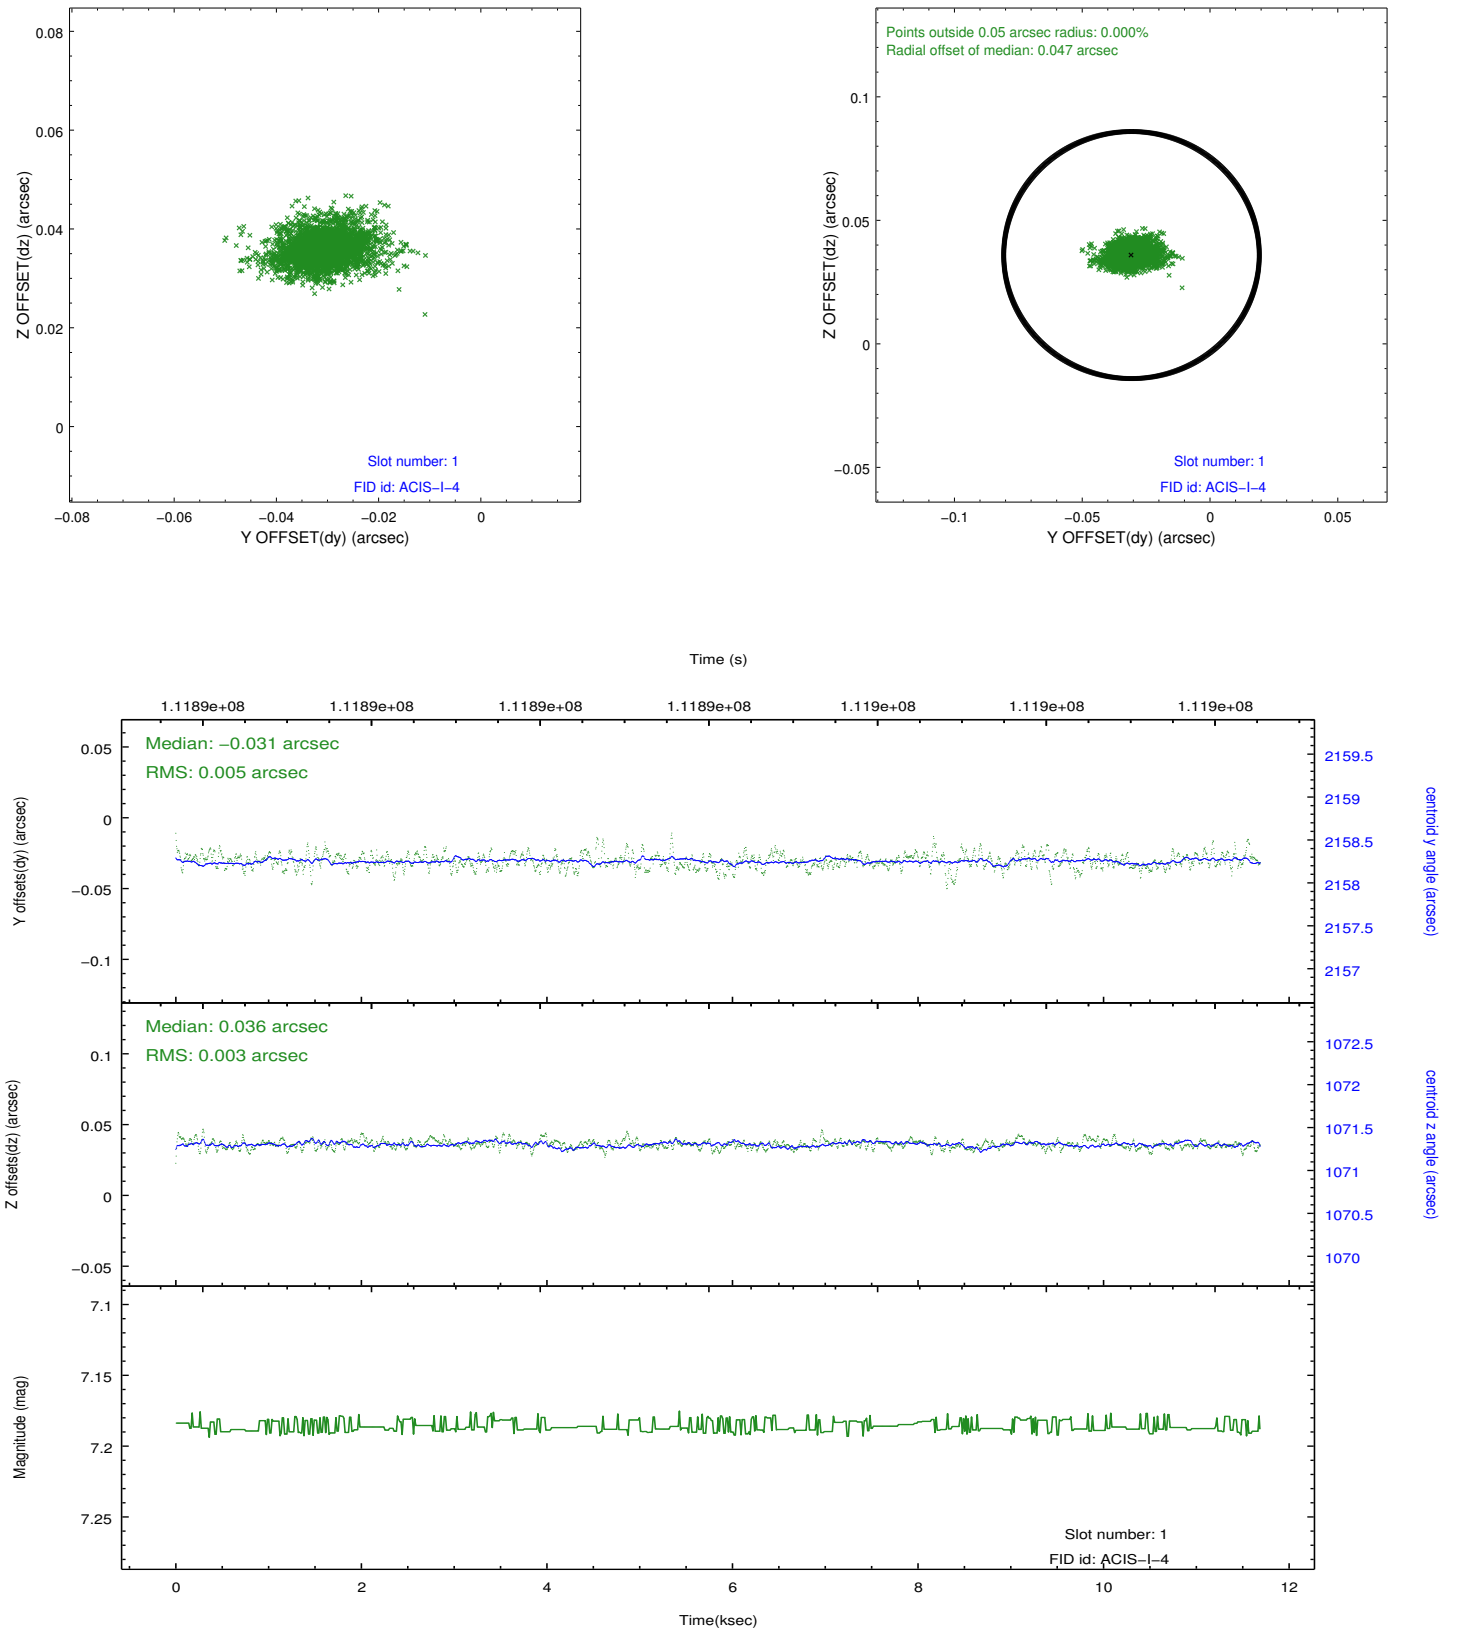 0.08
0.06
0.04
0.02
0
Z OFFSET(dz) (arcsec)
Slot number: 1
FID id: ACIS−I−4
−0.08 −0.06 −0.04 −0.02 0
Y OFFSET(dy) (arcsec)
Points outside 0.05 arcsec radius: 0.000%
Radial offset of median: 0.047 arcsec
0.1
0.05
0
−0.05
Z OFFSET(dz) (arcsec)
Slot number: 1
FID id: ACIS−I−4
−0.1 −0.05 0 0.05
Y OFFSET(dy) (arcsec)
Time (s)
1.1189e+08 1.1189e+08 1.1189e+08 1.1189e+08 1.119e+08 1.119e+08 1.119e+08
Median: −0.031 arcsec
RMS: 0.005 arcsec
0.05
0
−0.05
−0.1
Y offsets(dy) (arcsec)
2159.5
2159
2158.5
2158
2157.5
2157
centroid y angle (arcsec)
Median: 0.036 arcsec
RMS: 0.003 arcsec
0.1
0.05
0
−0.05
Z offsets(dz) (arcsec)
1072.5
1072
1071.5
1071
1070.5
1070
centroid z angle (arcsec)
7.1
7.15
7.2
7.25
Magnitude (mag)
Slot number: 1
FID id: ACIS−I−4
0 2 4 6 8 10 12
Time(ksec)